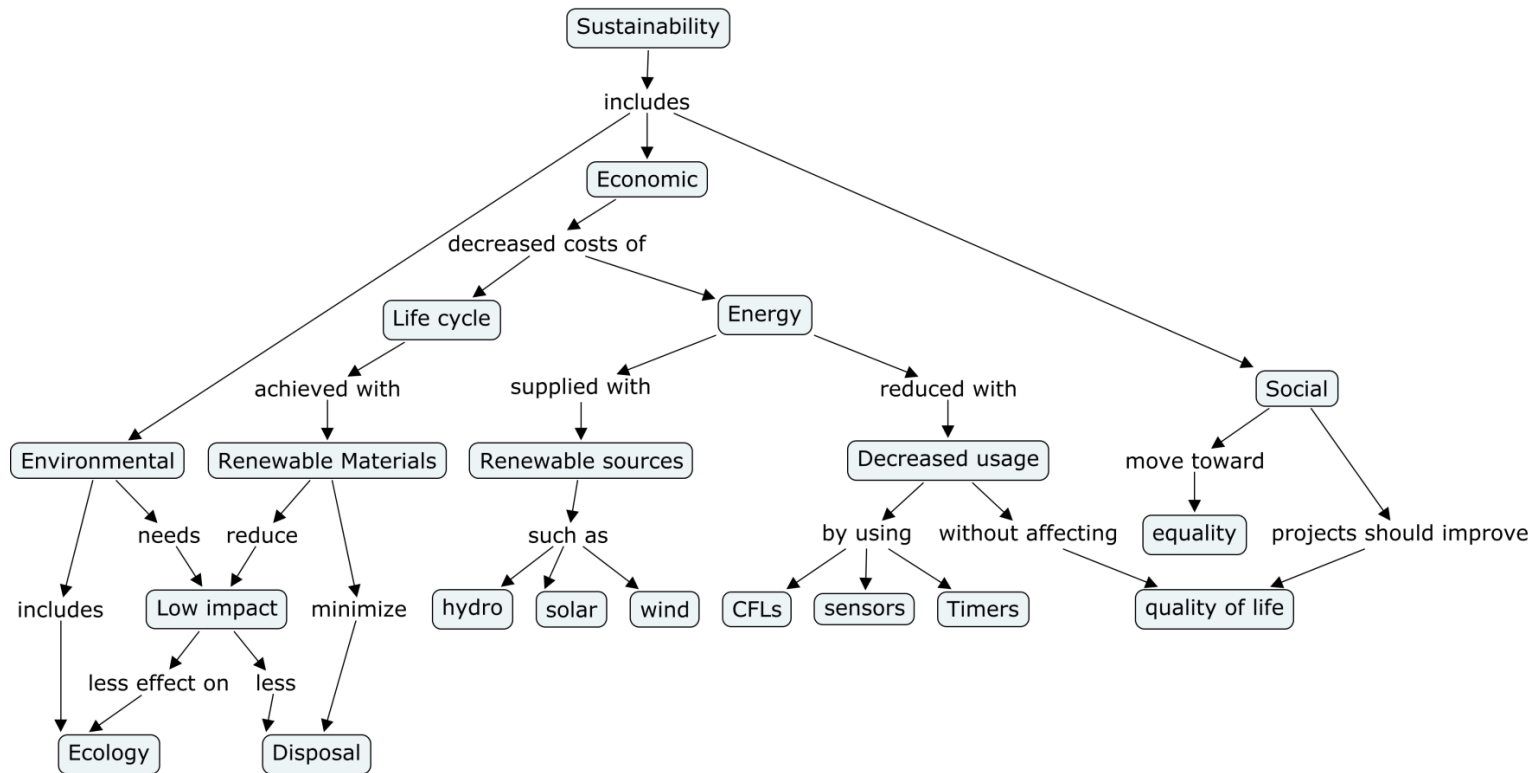 Sustainability
includes
Economic
decreased costs of
Life cycle
Energy
achieved with
supplied with
reduced with
Social
Environmental
Renewable Materials
Renewable sources
Decreased usage
move toward
needs
reduce
such as
by using
without affecting
equality
projects should improve
includes
Low impact
minimize
hydro
solar
wind
CFLs
sensors
Timers
quality of life
less effect on
less
Ecology
Disposal